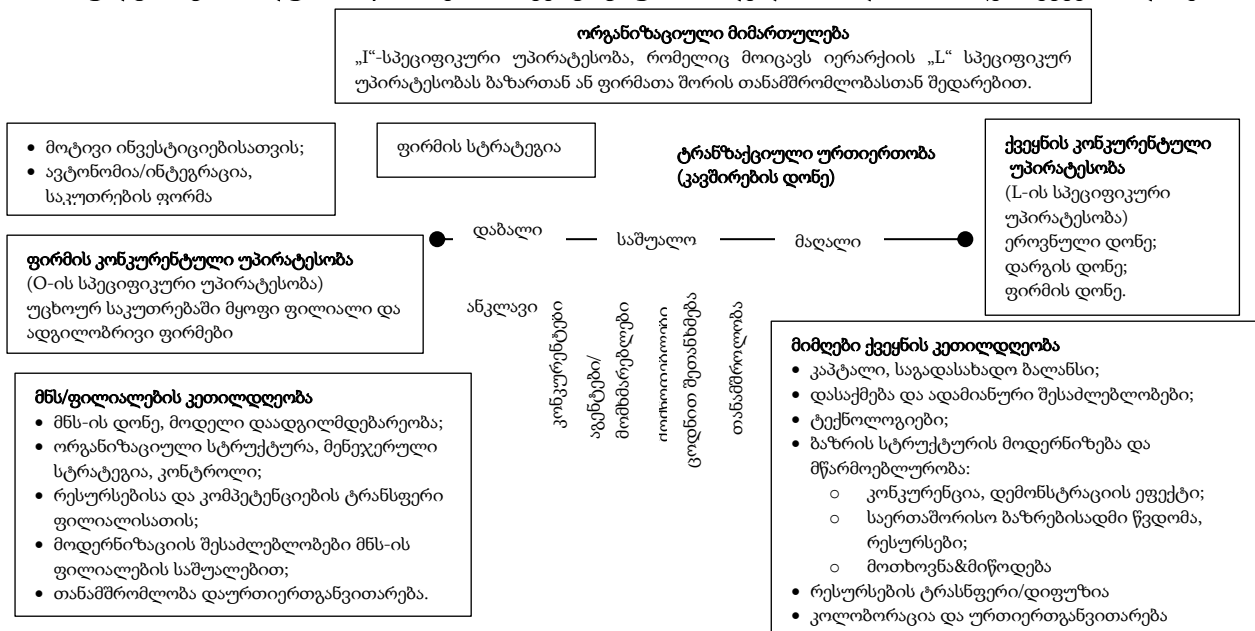 ორგანიზაციული მიმართულება
„I“-სპეციფიკური უპირატესობა, რომელიც მოიცავს იერარქიის „L“ სპეციფიკურ
უპირატესობას ბაზართან ან ფირმათა შორის თანამშრომლობასთან შედარებით.
• მოტივი ინვესტიციებისათვის;
• ავტონომია/ინტეგრაცია,
საკუთრების ფორმა
ფირმის სტრატეგია
ტრანზაქციული ურთიერთობა
(კავშირების დონე)
ქვეყნის კონკურენტული
უპირატესობა
(L-ის სპეციფიკური
უპირატესობა)
ეროვნული დონე;
დარგის დონე;
ფირმის დონე.
დაბალი
საშუალო
მაღალი
ფირმის კონკურენტული უპირატესობა
(O-ის სპეციფიკური უპირატესობა)
უცხოურ საკუთრებაში მყოფი ფილიალი და
ადგილობრივი ფირმები
ანკლავი
კონკურენტები
აგენტები/
მომხმარებლები
ცოდნით შეთანხმება
თანამშროლობა
მნს/ფილიალების კეთილდღეობა
• მნს-ის დონე, მოდელი დაადგილმდებარეობა;
• ორგანიზაციული სტრუქტურა, მენეჯერული
სტრატეგია, კონტროლი;
• რესურსებისა და კომპეტენციების ტრანსფერი
ფილიალისათის;
• მოდერნიზაციის შესაძლებლობები მნს-ის
ფილიალების საშუალებით;
• თანამშრომლობა დაურთიერთგანვითარება.
მიმღები ქვეყნის კეთილდღეობა
• კაპტალი, საგადასახადო ბალანსი;
• დასაქმება და ადამიანური შესაძლებლობები;
• ტექნოლოგიები;
• ბაზრის სტრუქტურის მოდერნიზება და
მწარმოებლურობა:
o კონკურენცია, დემონსტრაციის ეფექტი;
o საერთაშორისო ბაზრებისადმი წვდომა,
რესურსები;
o მოთხოვნა&მიწოდება
• რესურსების ტრასნფერი/დიფუზია
• კოლობორაცია და ურთიერთგანვითარება